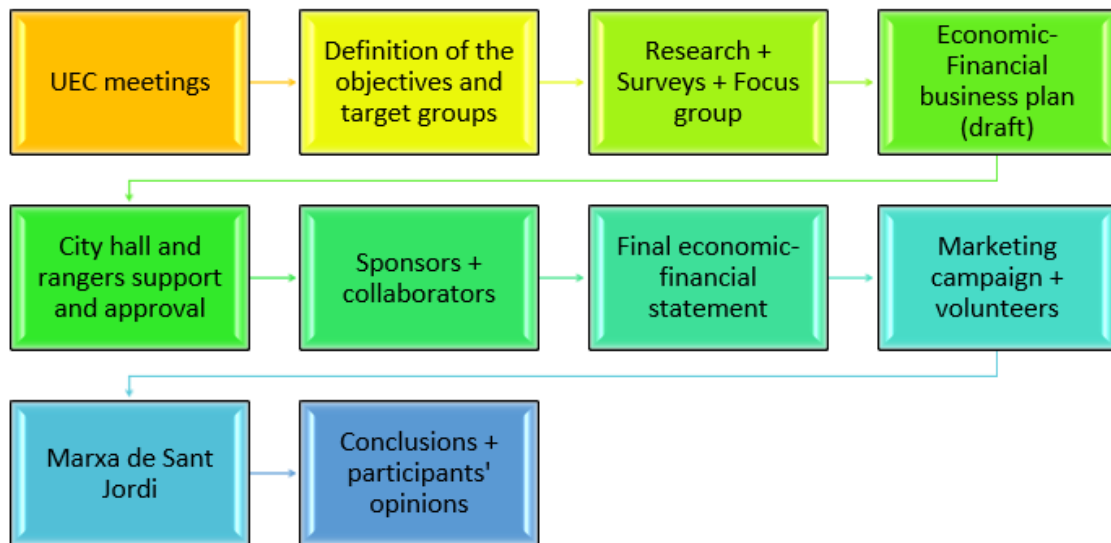 UEC meetings
Definition of the
objectives and
target groups
Research +
Surveys + Focus
group
Economic-
Financial
business plan
(draft)
City hall and
rangers support
and approval
Sponsors +
collaborators
Final economic-
financial
statement
Marketing
campaign +
volunteers
Marxa de Sant
Jordi
Conclusions +
participants'
opinions